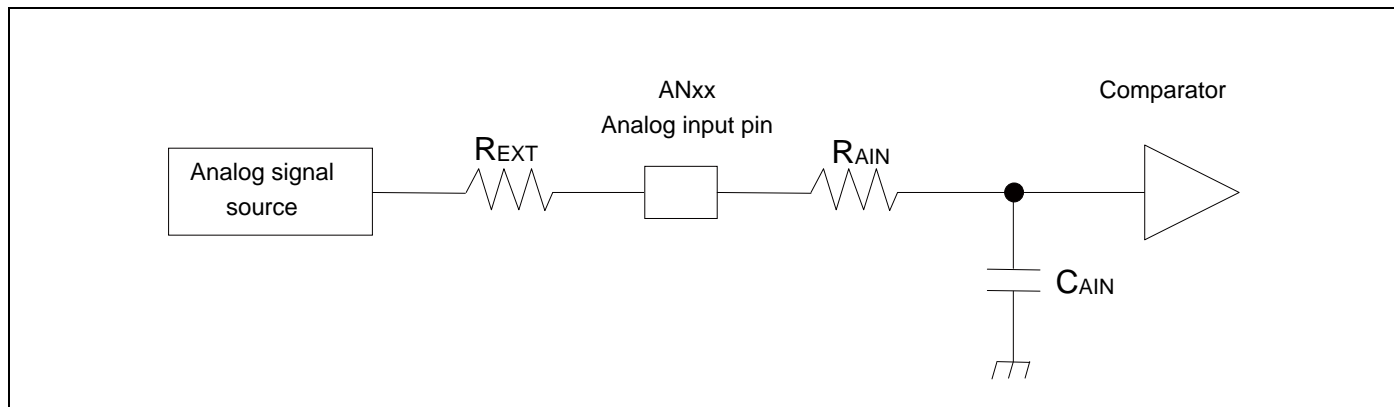 ANxx
Analog input pin
Comparator
Analog signal
source
REXT
RAIN
CAIN